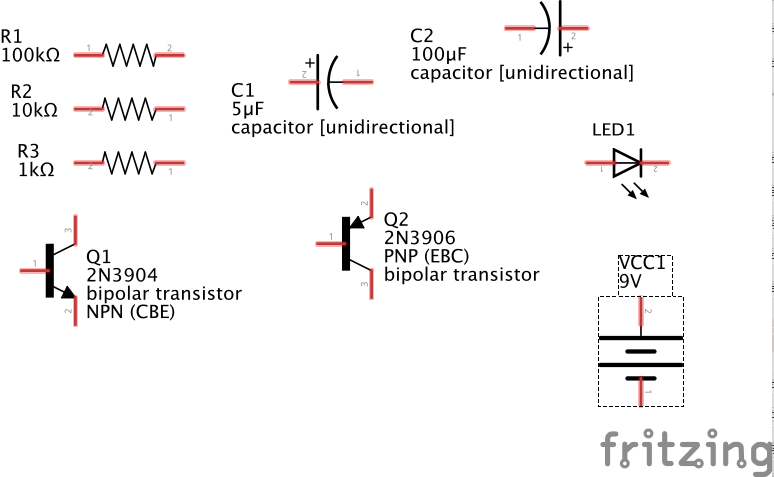 R1
100kΩ
1
2
R2
10kΩ
2
1
R3
1kΩ
2
1
C1
5µF
capacitor [unidirectional]
+
2
1
C2
100µF
capacitor [unidirectional]
1
2
+
LED1
1
2
Q1
2N3904
bipolar transistor
NPN (CBE)
3
1
2
Q2
2N3906
PNP (EBC)
bipolar transistor
2
1
3
VCC1
9V
2
1
fritzing